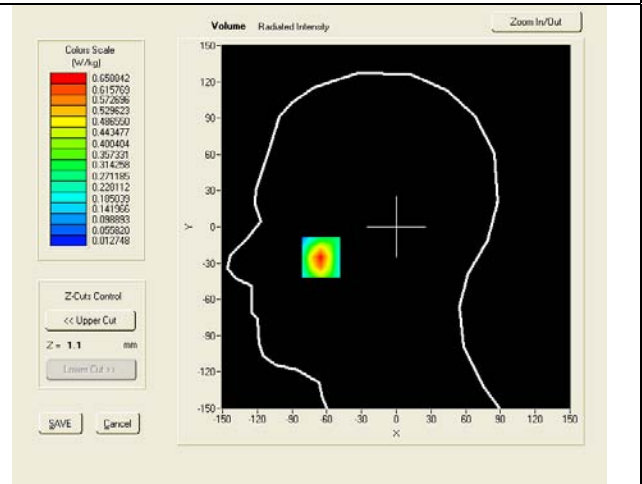 Volume Radiated Intensity
Zoom In/Out
Colors Scale
(W/kg)
0.658842
0.615769
0.572696
0.529623
0.486550
0.443477
0.400404
0.357331
0.314258
0.271185
0.228112
0.185039
0.141966
0.098893
0.055820
0.012748
Z-Cuts Control
<< Upper Cut
Z = 1.1 mm
Lower Cut >>
SAVE Cancel
150
120
90
60
30
0
-30
-60
-90
-120
-150
Y
-150 -120 -90 -60 -30 0 30 60 90 120 150
X